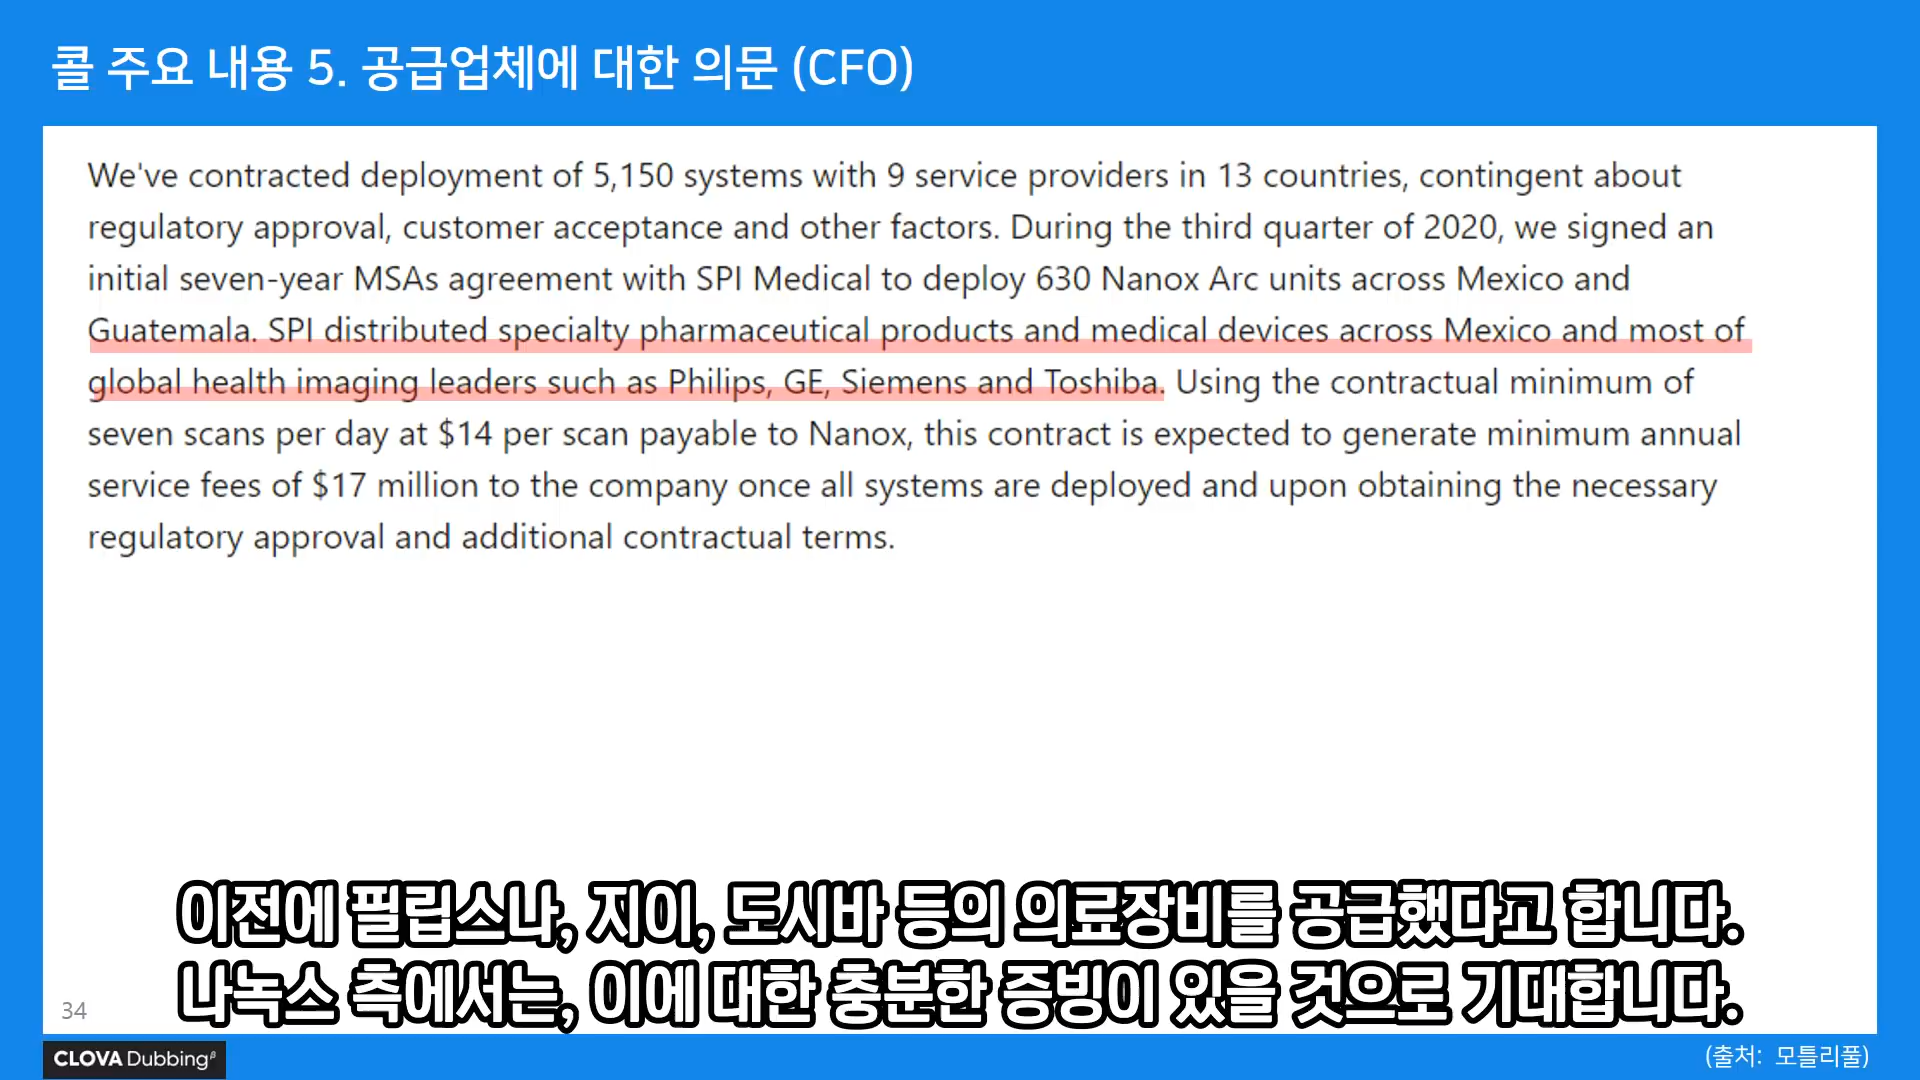 콜 주요 내용 5. 공급업체에 대한 의문 (CFO)
We've contracted deployment of 5,150 systems with 9 service providers in 13 countries, contingent about
regulatory approval, customer acceptance and other factors. During the third quarter of 2020, we signed an
initial seven-year MSAs agreement with SPI Medical to deploy 630 Nanox Arc units across Mexico and
Guatemala. SPI distributed specialty pharmaceutical products and medical devices across Mexico and most of
global health imaging leaders such as Philips, GE, Siemens and Toshiba. Using the contractual minimum of
seven scans per day at $14 per scan payable to Nanox, this contract is expected to generate minimum annual
service fees of $17 million to the company once all systems are deployed and upon obtaining the necessary
regulatory approval and additional contractual terms.
이전에 필립스나, 지이, 도시바 등의 의료장비를 공급했다고 합니다.
나녹스 측에서는, 이에 대한 충분한 증빙이 있을 것으로 기대합니다.
34
CLOVA Dubbingᵝ
(출처: 모틀리풀)